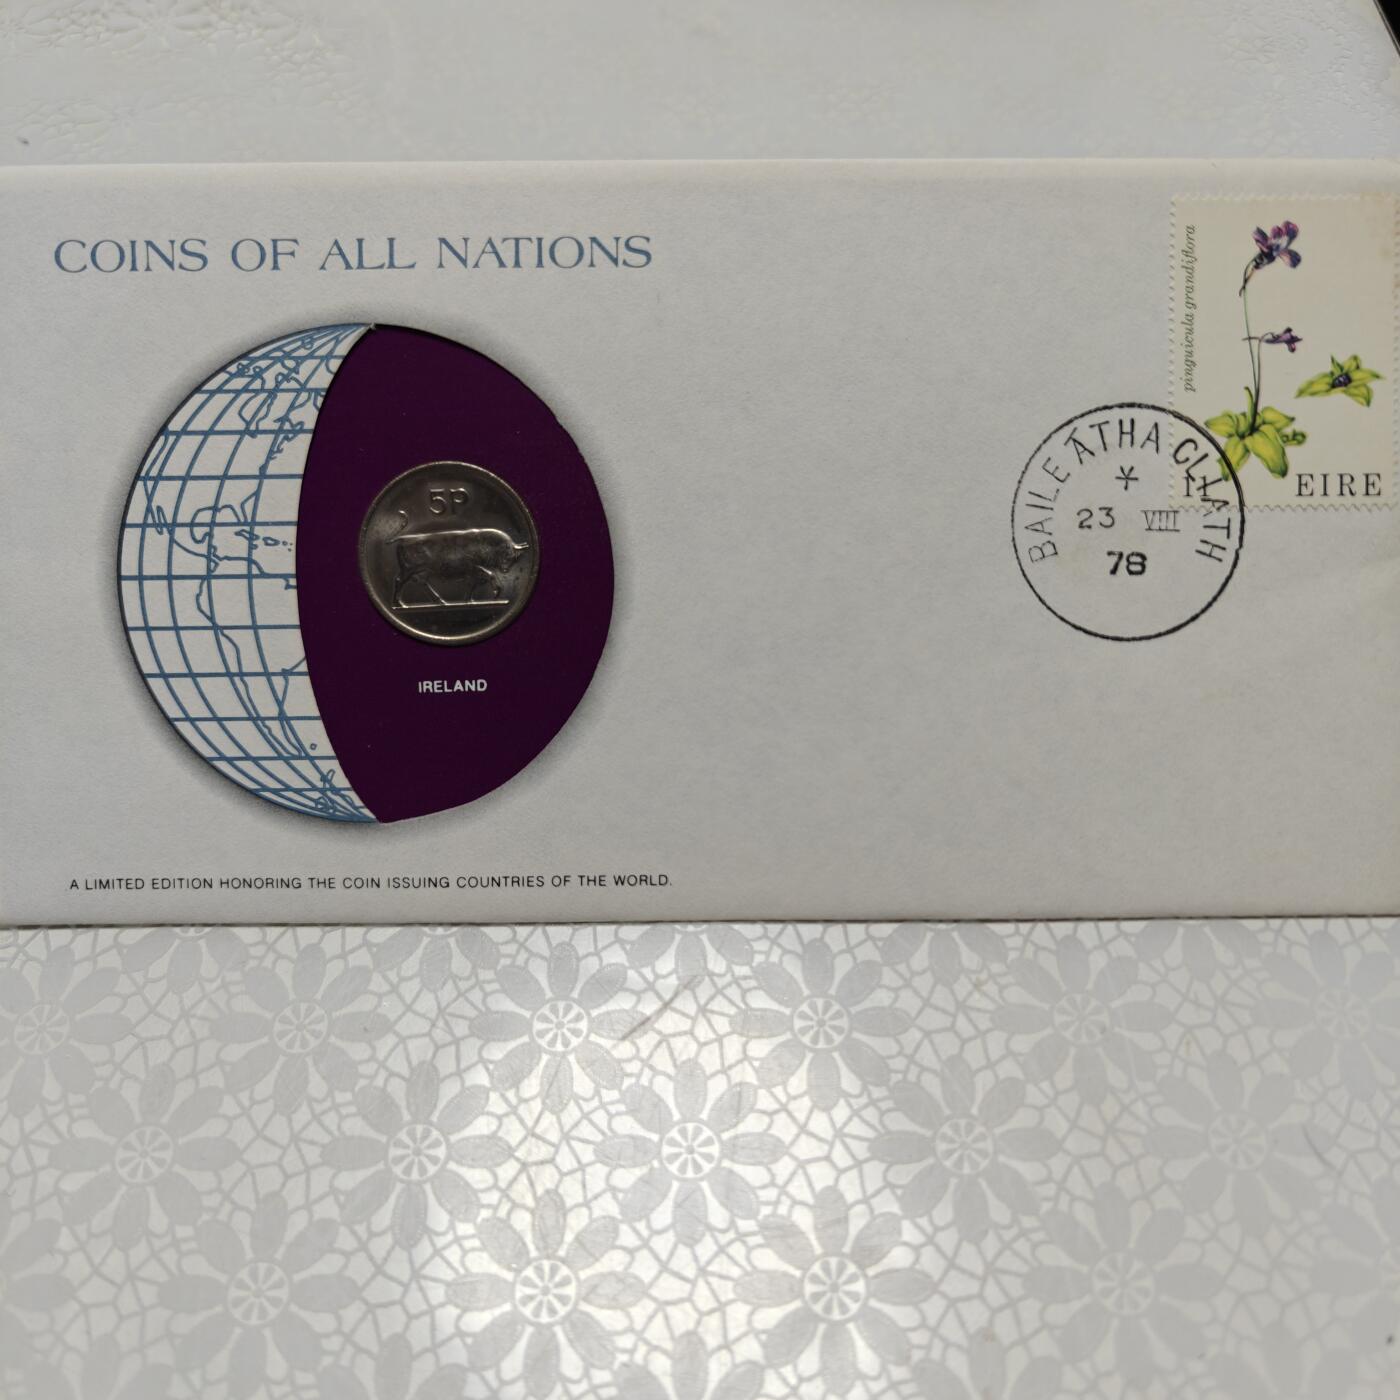 COINS OF ALL NATIONS
pinguicula grandiflora
EIRE
BAILE ÁTHA CLIATH
23 VIII
78
5P
IRELAND
A LIMITED EDITION HONORING THE COIN ISSUING COUNTRIES OF THE WORLD.